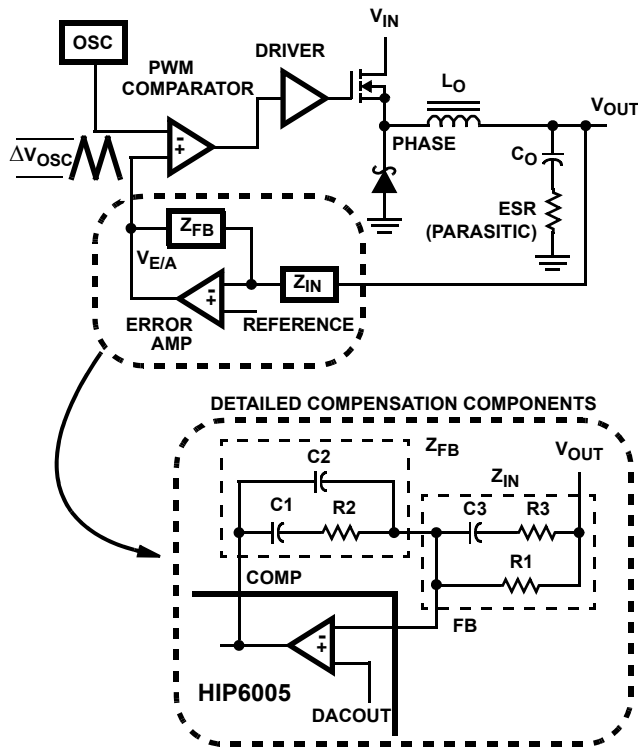 V_IN
OSC
PWM
COMPARATOR
DRIVER
L_O
V_OUT
ΔV_OSC
-
+
PHASE
C_O
ESR
(PARASITIC)
Z_FB
V_E/A
Z_IN
-
+
ERROR
AMP
REFERENCE
DETAILED COMPENSATION COMPONENTS
Z_FB
V_OUT
C2
Z_IN
C1
R2
C3
R3
R1
COMP
FB
-
+
HIP6005
DACOUT